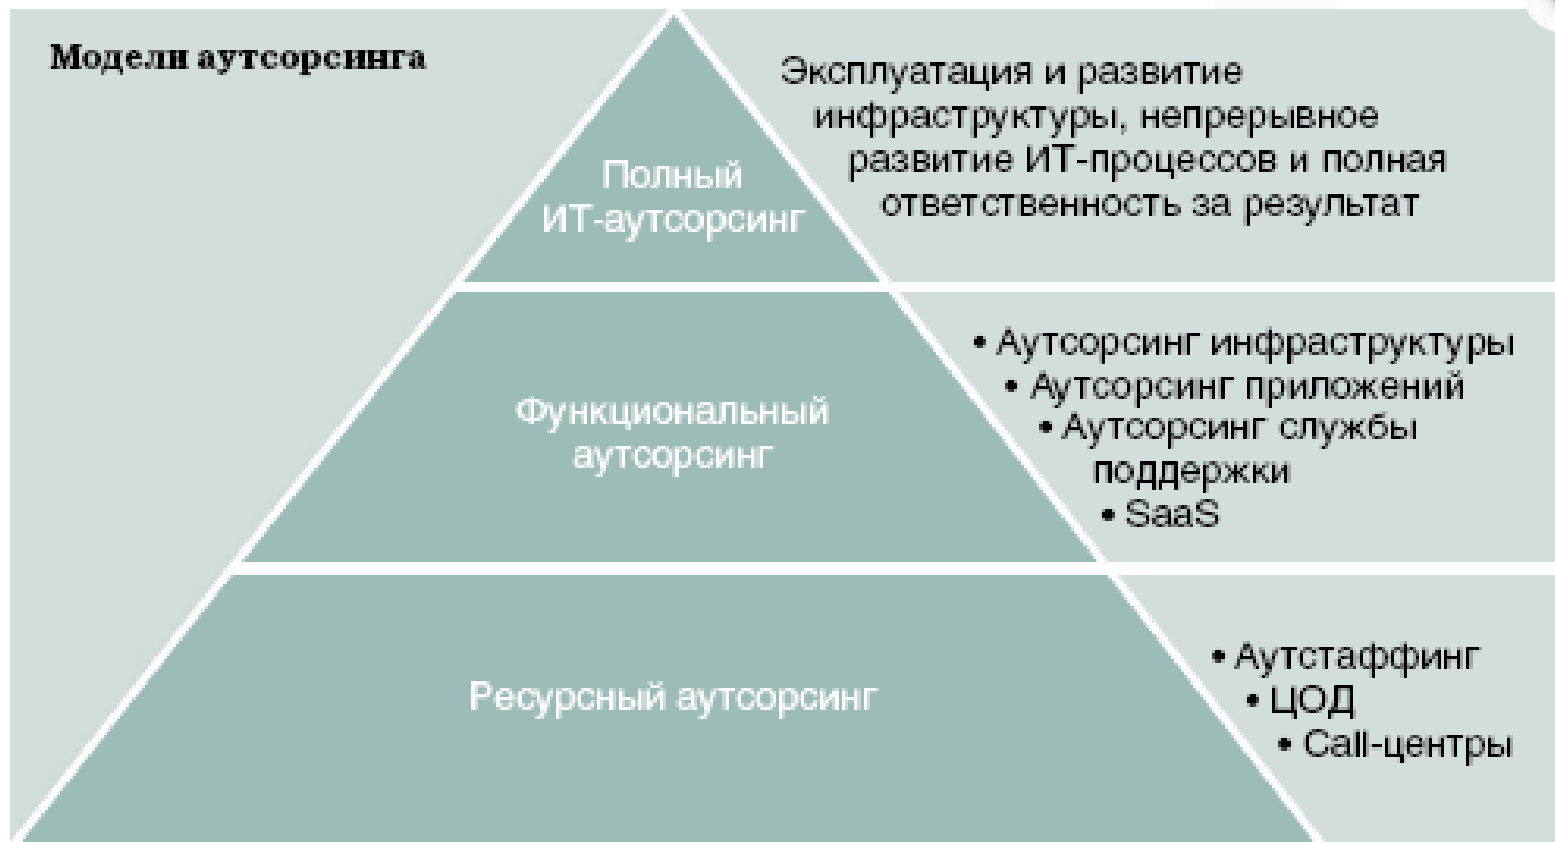 Модели аутсорсинга
Полный
ИТ-аутсорсинг
Эксплуатация и развитие
инфраструктуры, непрерывное
развитие ИТ-процессов и полная
ответственность за результат
Функциональный
аутсорсинг
• Аутсорсинг инфраструктуры
• Аутсорсинг приложений
• Аутсорсинг службы
поддержки
• SaaS
Ресурсный аутсорсинг
• Аутстаффинг
• ЦОД
• Call-центры